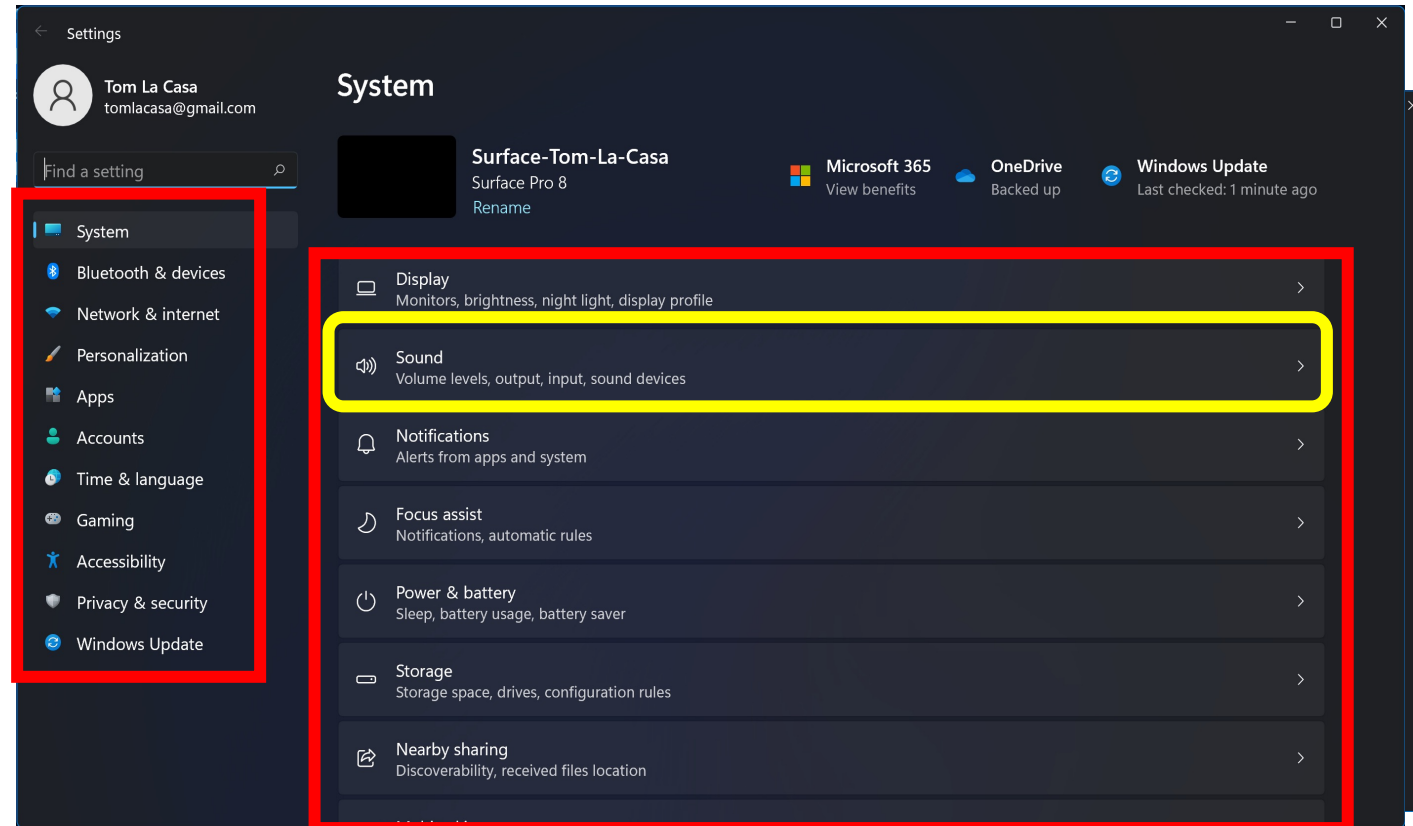 Settings
Tom La Casa
tomlacasa@gmail.com
Find a setting
System
Bluetooth & devices
Network & internet
Personalization
Apps
Accounts
Time & language
Gaming
Accessibility
Privacy & security
Windows Update
System
Surface-Tom-La-Casa
Surface Pro 8
Rename
Microsoft 365
View benefits
OneDrive
Backed up
Windows Update
Last checked: 1 minute ago
Display
Monitors, brightness, night light, display profile
Sound
Volume levels, output, input, sound devices
Notifications
Alerts from apps and system
Focus assist
Notifications, automatic rules
Power & battery
Sleep, battery usage, battery saver
Storage
Storage space, drives, configuration rules
Nearby sharing
Discoverability, received files location